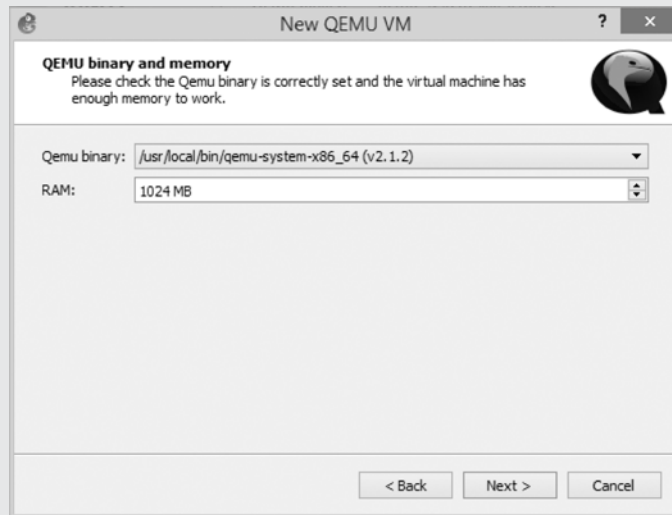 New QEMU VM
?
QEMU binary and memory
Please check the Qemu binary is correctly set and the virtual machine has
enough memory to work.
Qemu binary: /usr/local/bin/qemu-system-x86_64 (v2.1.2)
RAM: 1024 MB
< Back Next > Cancel